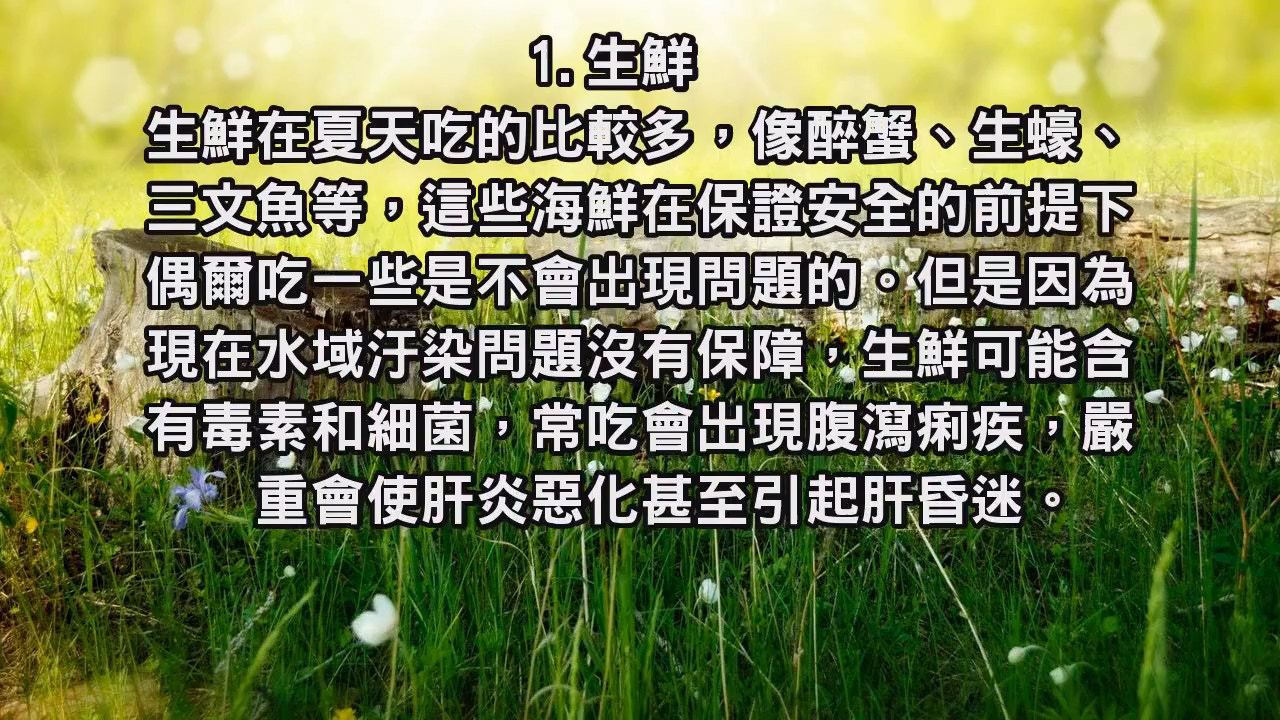 1.生鮮
生鮮在夏天吃的比較多，像醉蟹、生蠔、
三文魚等，這些海鮮在保證安全的前提下
偶爾吃一些是不會出現問題的。但是因為
現在水域汙染問題沒有保障，生鮮可能含
有毒素和細菌，常吃會出現腹瀉痢疾，嚴
重會使肝炎惡化甚至引起肝昏迷。